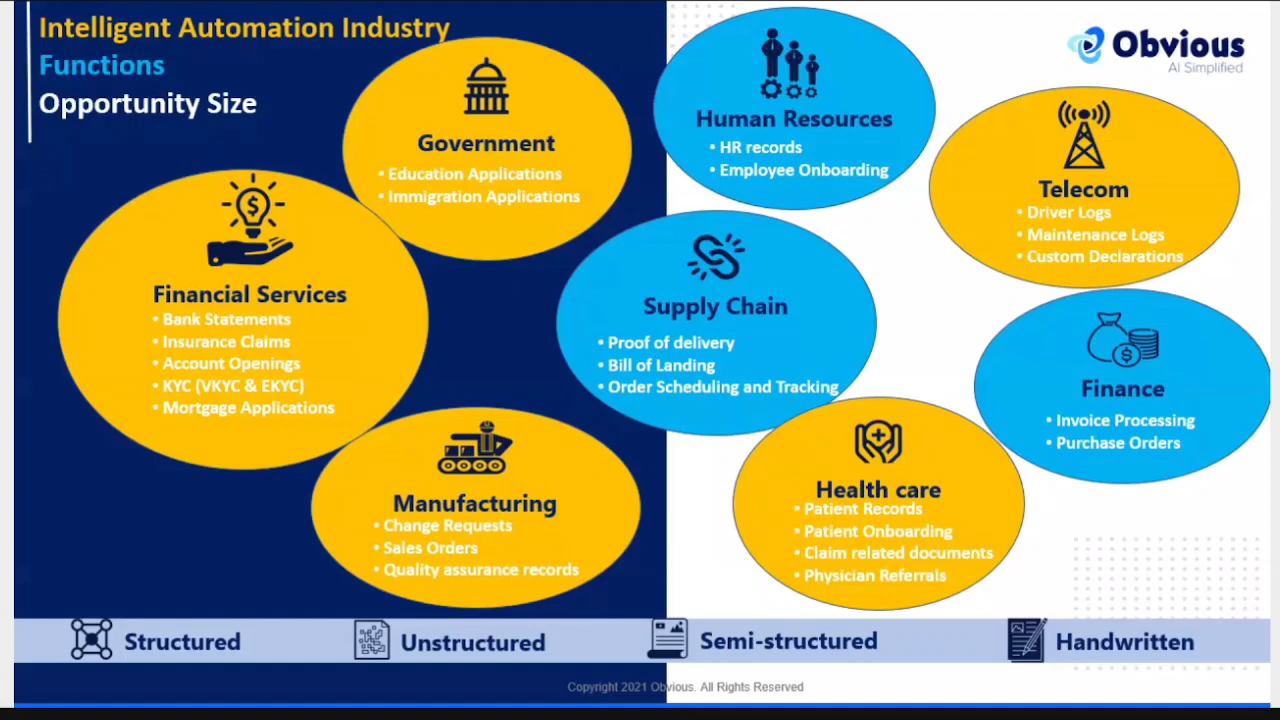 Intelligent Automation Industry
Functions
Opportunity Size
Obvious
AI Simplified
Government
• Education Applications
• Immigration Applications
Human Resources
• HR records
• Employee Onboarding
Telecom
• Driver Logs
• Maintenance Logs
• Custom Declarations
Financial Services
• Bank Statements
• Insurance Claims
• Account Openings
• KYC (VKYC & EKYC)
• Mortgage Applications
Supply Chain
• Proof of delivery
• Bill of Landing
• Order Scheduling and Tracking
Finance
• Invoice Processing
• Purchase Orders
Manufacturing
• Change Requests
• Sales Orders
• Quality assurance records
Health care
• Patient Records
• Patient Onboarding
• Claim related documents
• Physician Referrals
Structured
Unstructured
Semi-structured
Handwritten
Copyright 2021 Obvious. All Rights Reserved